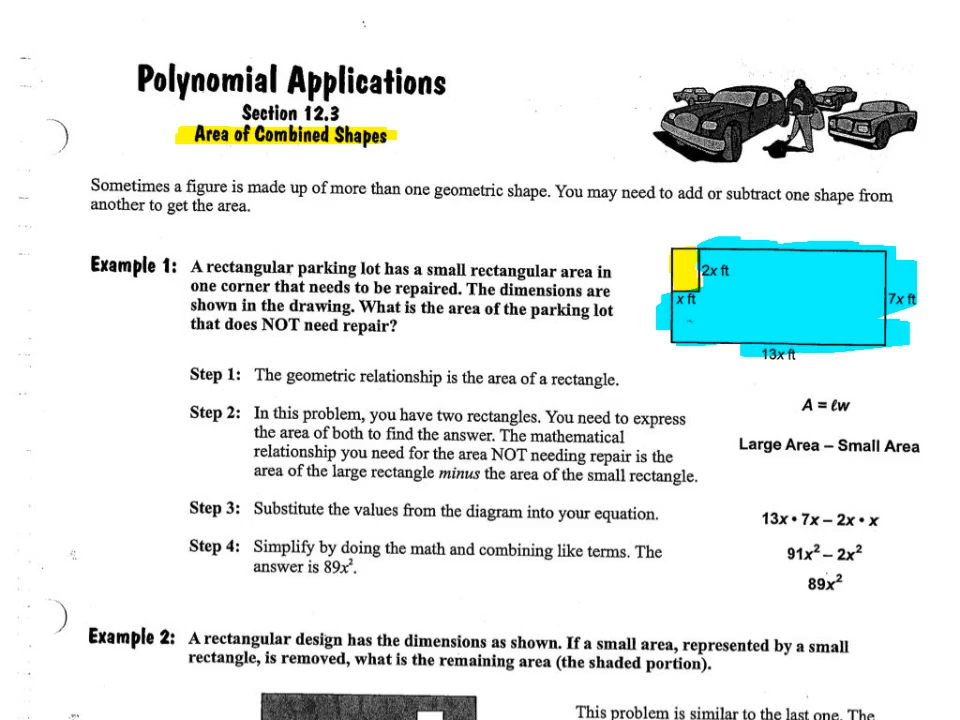 Polynomial Applications
Section 12.3
Area of Combined Shapes
Sometimes a figure is made up of more than one geometric shape. You may need to add or subtract one shape from
another to get the area.
Example 1: A rectangular parking lot has a small rectangular area in
one corner that needs to be repaired. The dimensions are
shown in the drawing. What is the area of the parking lot
that does NOT need repair?
2x ft
x ft
7x ft
13x ft
Step 1: The geometric relationship is the area of a rectangle.
A = ℓw
Step 2: In this problem, you have two rectangles. You need to express
the area of both to find the answer. The mathematical
relationship you need for the area NOT needing repair is the
area of the large rectangle minus the area of the small rectangle.
Large Area – Small Area
Step 3: Substitute the values from the diagram into your equation.
13x • 7x – 2x • x
Step 4: Simplify by doing the math and combining like terms. The
answer is 89x².
91x² – 2x²
89x²
Example 2: A rectangular design has the dimensions as shown. If a small area, represented by a small
rectangle, is removed, what is the remaining area (the shaded portion).
This problem is similar to the last one. The